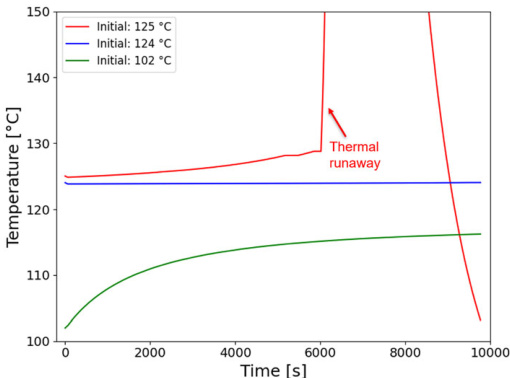 150
140
130
120
110
100
Temperature [°C]
Initial: 125 °C
Initial: 124 °C
Initial: 102 °C
Thermal
runaway
0
2000
4000
6000
8000
10000
Time [s]